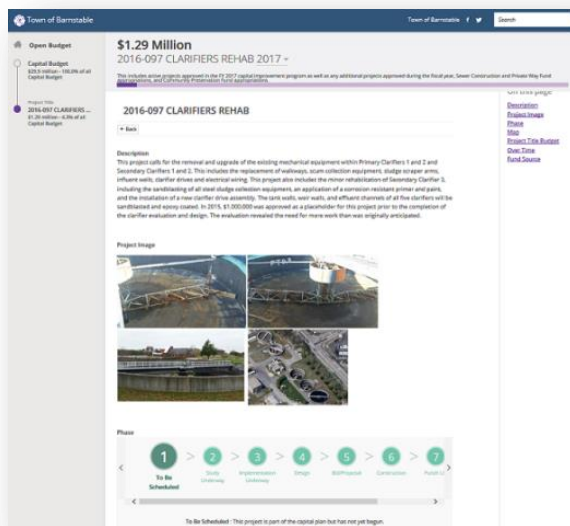 Town of Barnstable
Town of Barnstable
Search
Open Budget
Capital Budget
Capital Budget
Project Title
2016-097 CLARIFIERS ...
$1.29 million - 4.3% of all
Capital Budget
$1.29 Million
2016-097 CLARIFIERS REHAB 2017
This includes active projects approved in the FY 2017 capital improvement program as well as any additional projects approved during the fiscal year, Sewer Construction and Private Way Fund
appropriations, and Community Preservation Fund appropriations.
On this page
Description
Project Image
Phase
Map
Project Title Budget
Over Time
Fund Source
2016-097 CLARIFIERS REHAB
Back
Description
This project calls for the removal and upgrade of the existing mechanical equipment within Primary Clarifiers 1 and 2 and
Secondary Clarifiers 1 and 2. This includes the replacement of walkways, scum collection equipment, sludge scraper arms,
influent wells, clarifier drives and electrical wiring. This project also includes the minor rehabilitation of Secondary Clarifier 3,
including the sandblasting of all steel sludge collection equipment, an application of a corrosion resistant primer and paint,
and the installation of a new clarifier drive assembly. The tank walls, weir walls, and effluent channels of all five clarifiers will be
sandblasted and epoxy coated. In 2015, $1,000,000 was approved as a placeholder for this project prior to the completion of
the clarifier evaluation and design. The evaluation revealed the need for more work than was originally anticipated.
Project Image
Phase
1 > 2 > 3 > 4 > 5 > 6 > 7
To Be
Scheduled
Study
Underway
Implementation
Underway
Design
Bid/Proposal
Construction
Punch Li
To Be Scheduled : This project is part of the capital plan but has not yet begun.